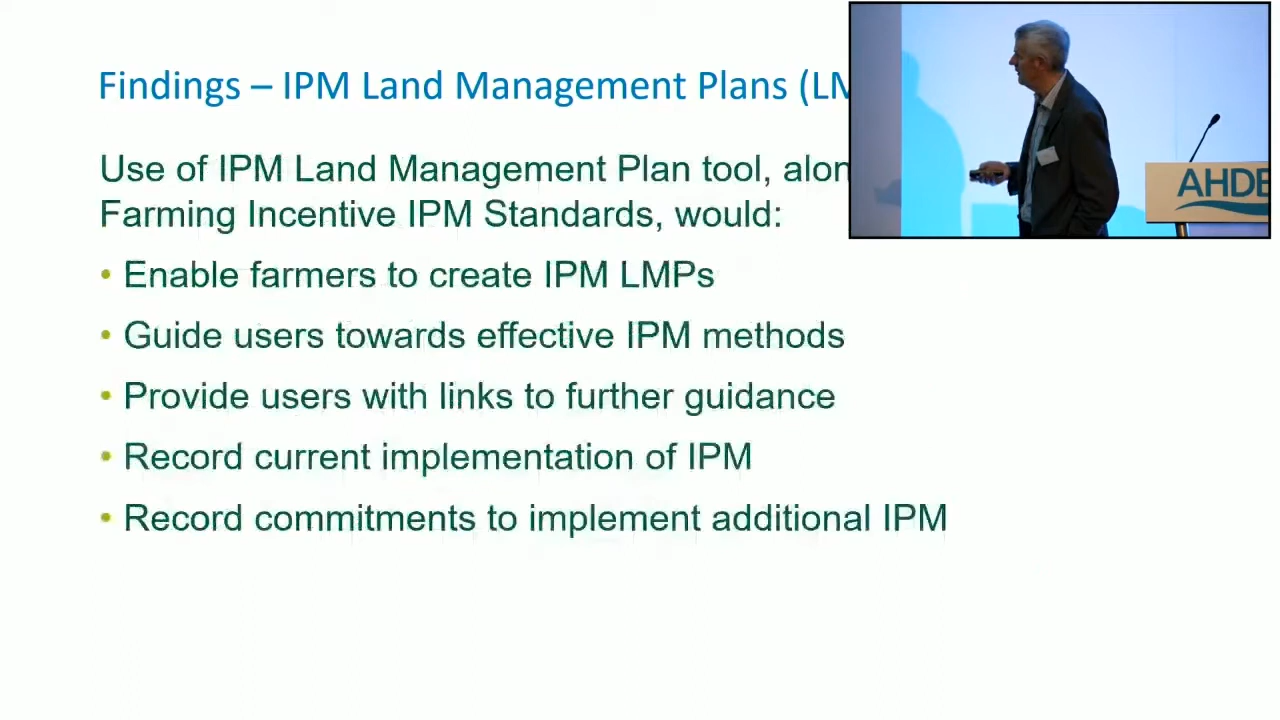 Findings – IPM Land Management Plans (LM
Use of IPM Land Management Plan tool, alon
Farming Incentive IPM Standards, would:
• Enable farmers to create IPM LMPs
• Guide users towards effective IPM methods
• Provide users with links to further guidance
• Record current implementation of IPM
• Record commitments to implement additional IPM
AHDB